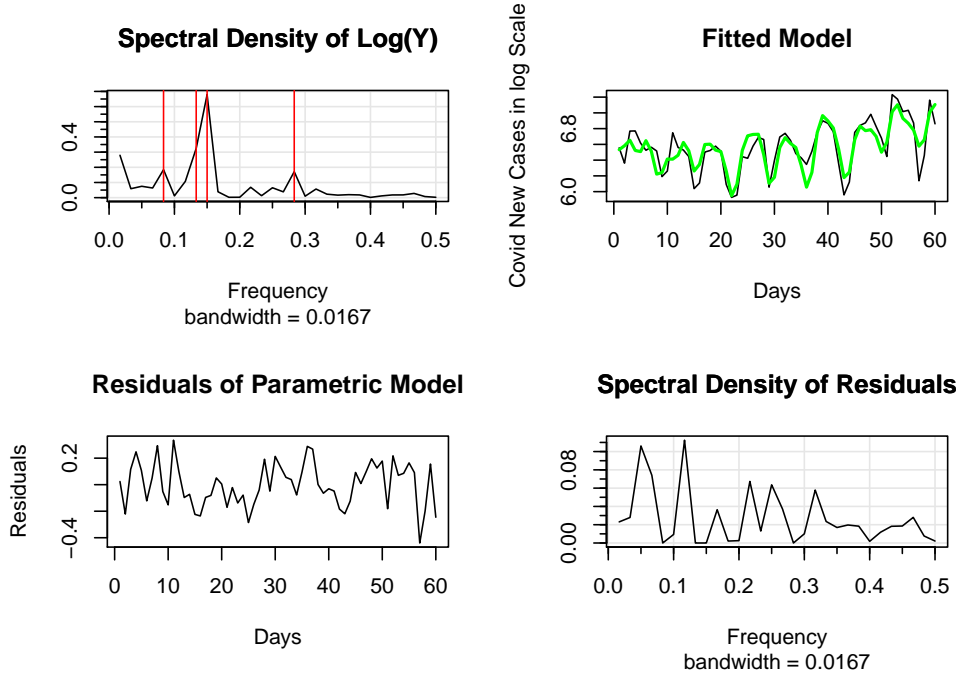 Spectral Density of Log(Y)
0.0 0.4
0.0 0.1 0.2 0.3 0.4 0.5
Frequency
bandwidth = 0.0167
Fitted Model
Covid New Cases in log Scale
6.0 6.8
0 10 20 30 40 50 60
Days
Residuals of Parametric Model
Residuals
−0.4 0.2
0 10 20 30 40 50 60
Days
Spectral Density of Residuals
0.00 0.08
0.0 0.1 0.2 0.3 0.4 0.5
Frequency
bandwidth = 0.0167